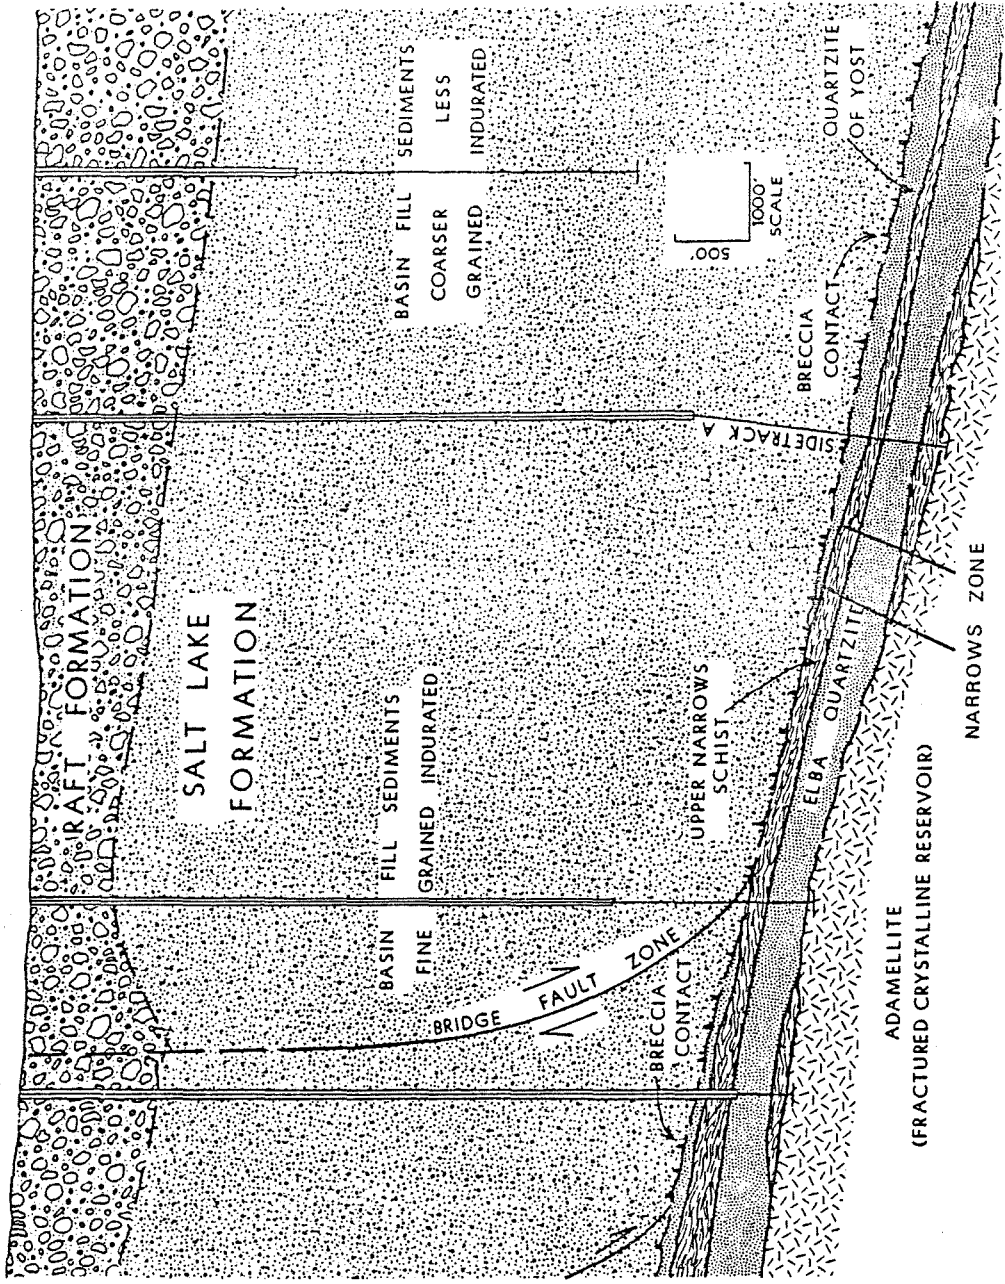 RAFT FORMATION
SALT LAKE
FORMATION
BASIN FILL SEDIMENTS
FINE GRAINED INDURATED
BASIN FILL SEDIMENTS
COARSER LESS
GRAINED INDURATED
BRIDGE FAULT ZONE
BRECCIA
CONTACT
UPPER NARROWS
SCHIST
SIDETRACK A
500'
1000'
SCALE
BRECCIA
CONTACT
QUARTZITE
OF YOST
ELBA QUARTZITE
NARROWS ZONE
ADAMELLITE
(FRACTURED CRYSTALLINE RESERVOIR)